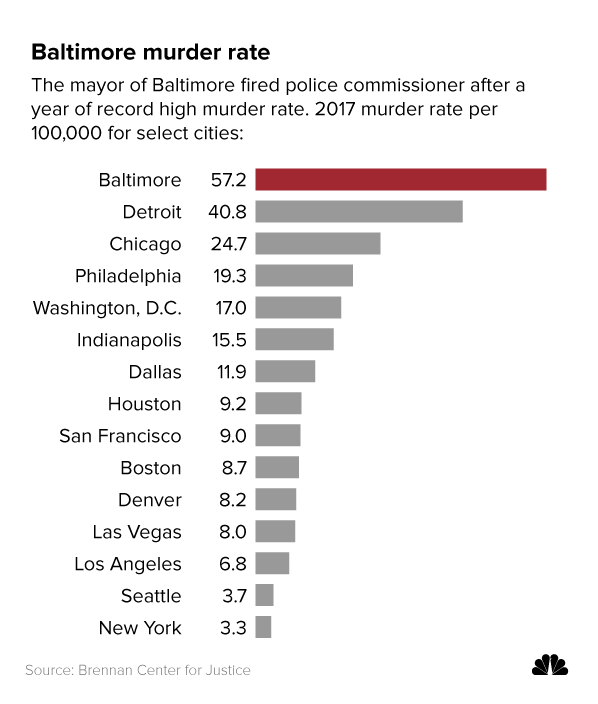 Baltimore murder rate
The mayor of Baltimore fired police commissioner after a
year of record high murder rate. 2017 murder rate per
100,000 for select cities:
Baltimore 57.2
Detroit 40.8
Chicago 24.7
Philadelphia 19.3
Washington, D.C. 17.0
Indianapolis 15.5
Dallas 11.9
Houston 9.2
San Francisco 9.0
Boston 8.7
Denver 8.2
Las Vegas 8.0
Los Angeles 6.8
Seattle 3.7
New York 3.3
Source: Brennan Center for Justice